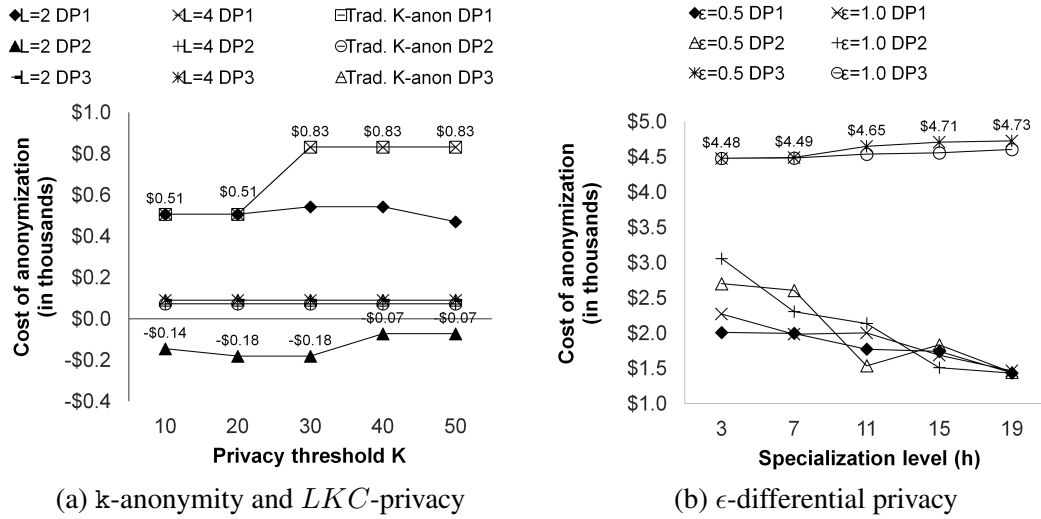 L=2 DP1 L=4 DP1 Trad. K-anon DP1
L=2 DP2 L=4 DP2 Trad. K-anon DP2
L=2 DP3 L=4 DP3 Trad. K-anon DP3
Cost of anonymization
(in thousands)
$1.0
$0.8
$0.6
$0.4
$0.2
$0.0
-$0.2
-$0.4
$0.51
$0.51
$0.83
$0.83
$0.83
-$0.14
-$0.18
-$0.18
-$0.07
-$0.07
10 20 30 40 50
Privacy threshold K
(a) k-anonymity and LKC-privacy
ε=0.5 DP1 ε=1.0 DP1
ε=0.5 DP2 ε=1.0 DP2
ε=0.5 DP3 ε=1.0 DP3
Cost of anonymization
(in thousands)
$5.0
$4.5
$4.0
$3.5
$3.0
$2.5
$2.0
$1.5
$1.0
$4.48
$4.49
$4.65
$4.71
$4.73
3 7 11 15 19
Specialization level (h)
(b) ϵ-differential privacy